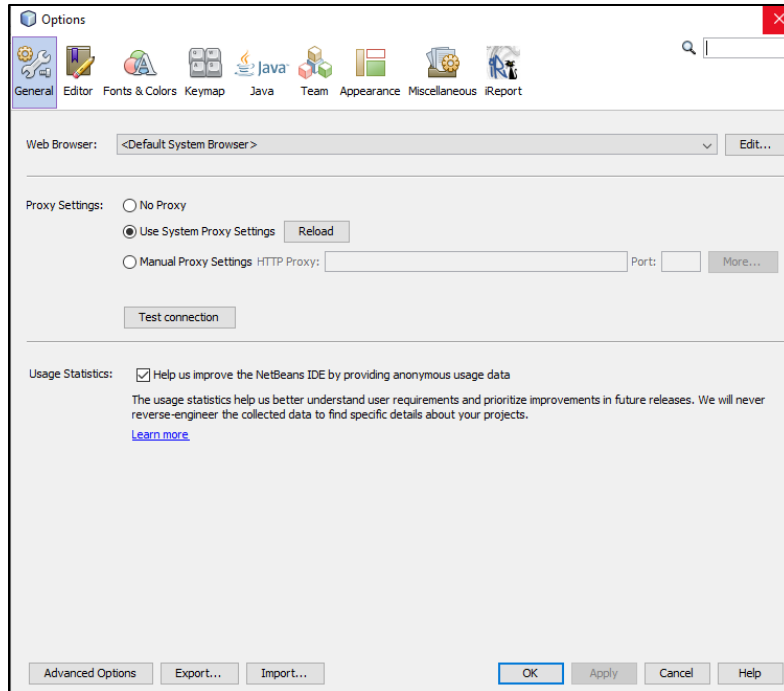 Options
General Editor Fonts & Colors Keymap Java Team Appearance Miscellaneous iReport
Web Browser: <Default System Browser> Edit...
Proxy Settings: No Proxy
Use System Proxy Settings Reload
Manual Proxy Settings HTTP Proxy: Port: More...
Test connection
Usage Statistics: Help us improve the NetBeans IDE by providing anonymous usage data
The usage statistics help us better understand user requirements and prioritize improvements in future releases. We will never
reverse-engineer the collected data to find specific details about your projects.
Learn more
Advanced Options Export... Import... OK Apply Cancel Help